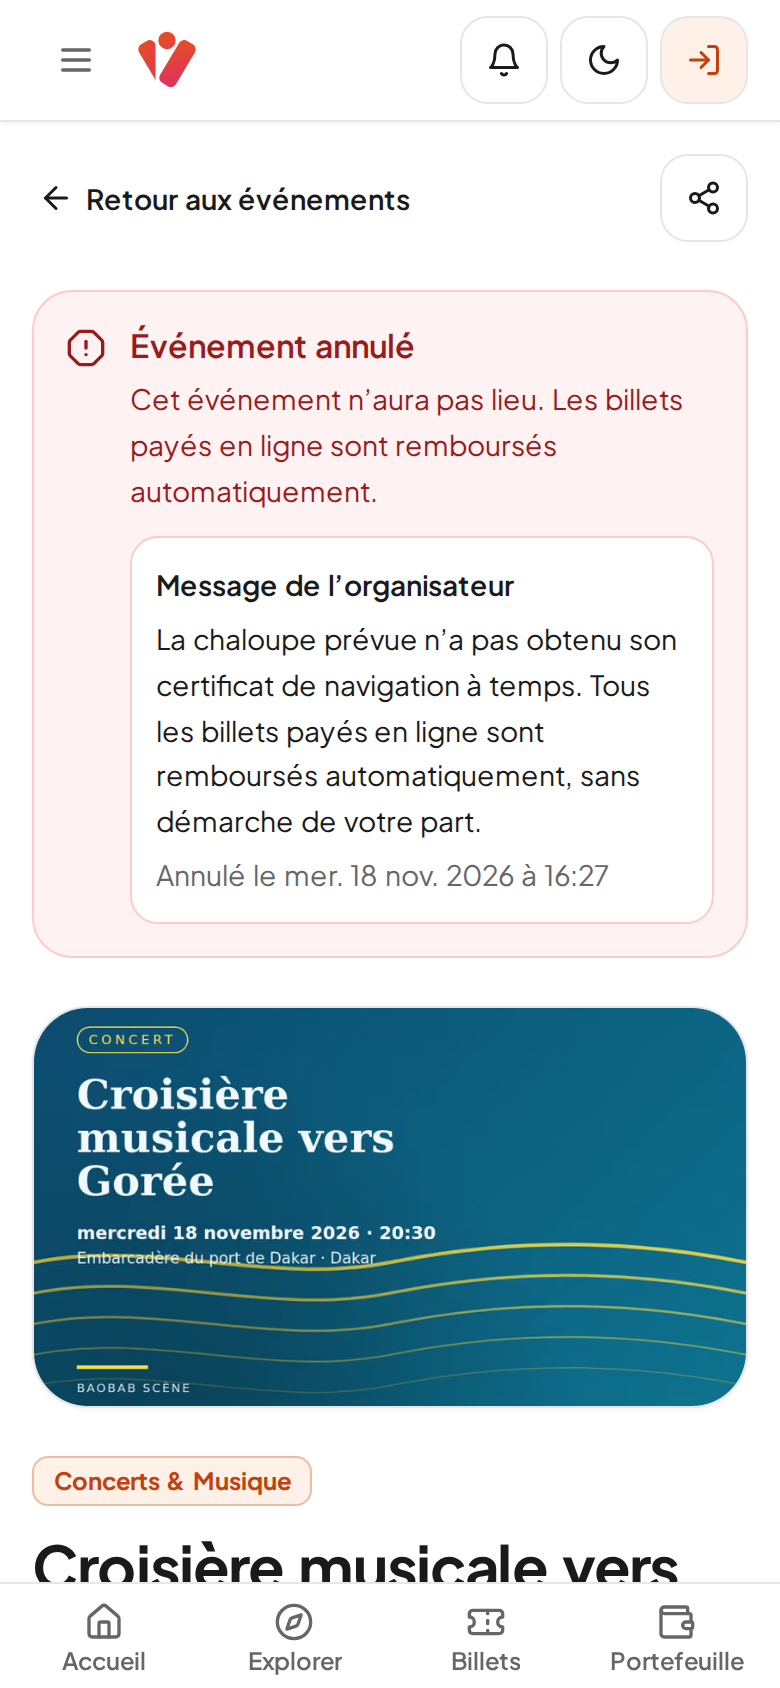 Retour aux événements
Événement annulé
Cet événement n’aura pas lieu. Les billets
payés en ligne sont remboursés
automatiquement.
Message de l’organisateur
La chaloupe prévue n’a pas obtenu son
certificat de navigation à temps. Tous
les billets payés en ligne sont
remboursés automatiquement, sans
démarche de votre part.
Annulé le mer. 18 nov. 2026 à 16:27
CONCERT
Croisière
musicale vers
Gorée
mercredi 18 novembre 2026 · 20:30
Embarcadère du port de Dakar · Dakar
BAOBAB SCÈNE
Concerts & Musique
Croisière musicale vers
Accueil
Explorer
Billets
Portefeuille